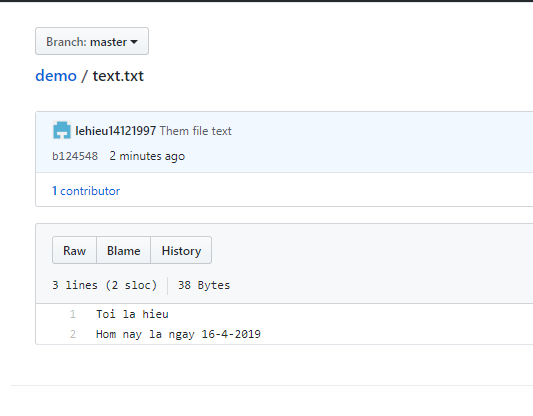 Branch: master
demo / text.txt
lehieu14121997 Them file text
b124548 2 minutes ago
1 contributor
Raw Blame History
3 lines (2 sloc) 38 Bytes
1 Toi la hieu
2 Hom nay la ngay 16-4-2019